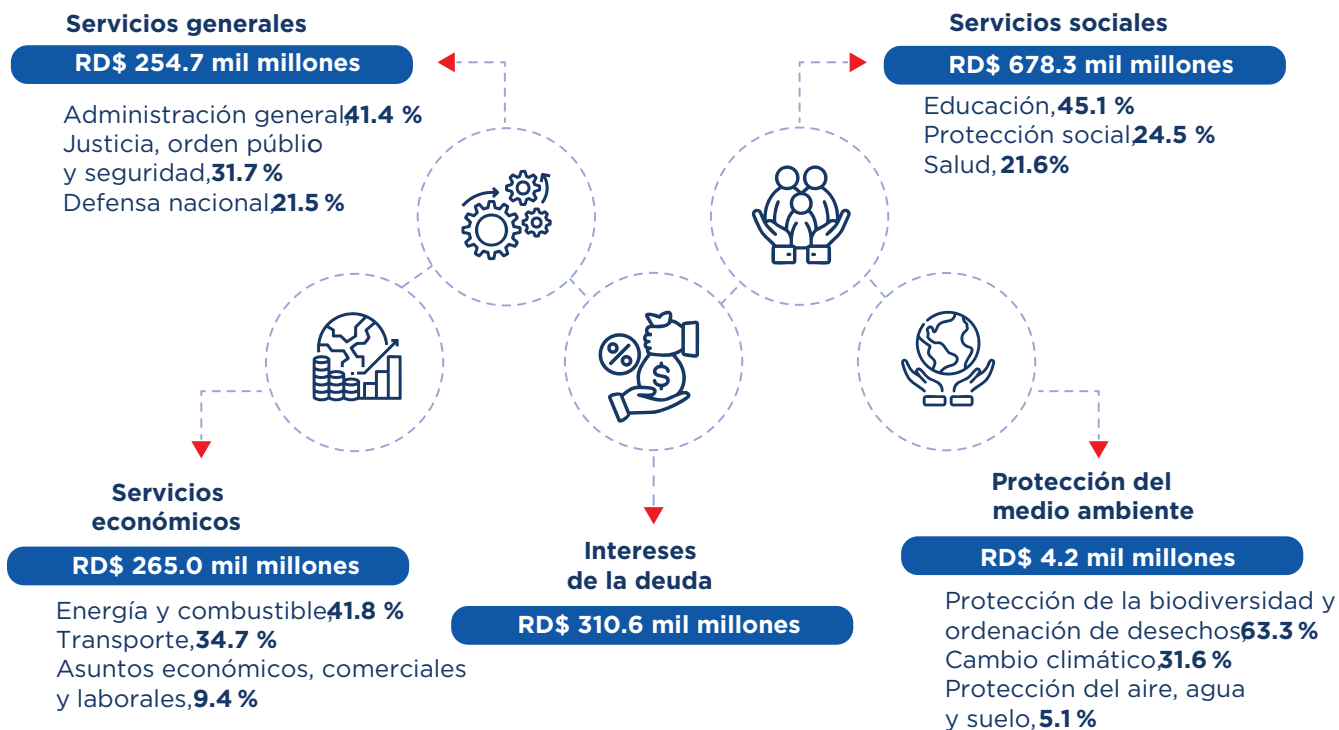 Servicios generales
RD$ 254.7 mil millones
Administración general,41.4 %
Justicia, orden públio
y seguridad,31.7 %
Defensa nacional,21.5 %
Servicios sociales
RD$ 678.3 mil millones
Educación,45.1 %
Protección social,24.5 %
Salud, 21.6%
%
$
Servicios
económicos
RD$ 265.0 mil millones
Energía y combustible,41.8 %
Transporte,34.7 %
Asuntos económicos, comerciales
y laborales,9.4 %
Intereses
de la deuda
RD$ 310.6 mil millones
Protección del
medio ambiente
RD$ 4.2 mil millones
Protección de la biodiversidad y
ordenación de desechos,63.3 %
Cambio climático,31.6 %
Protección del aire, agua
y suelo,5.1 %